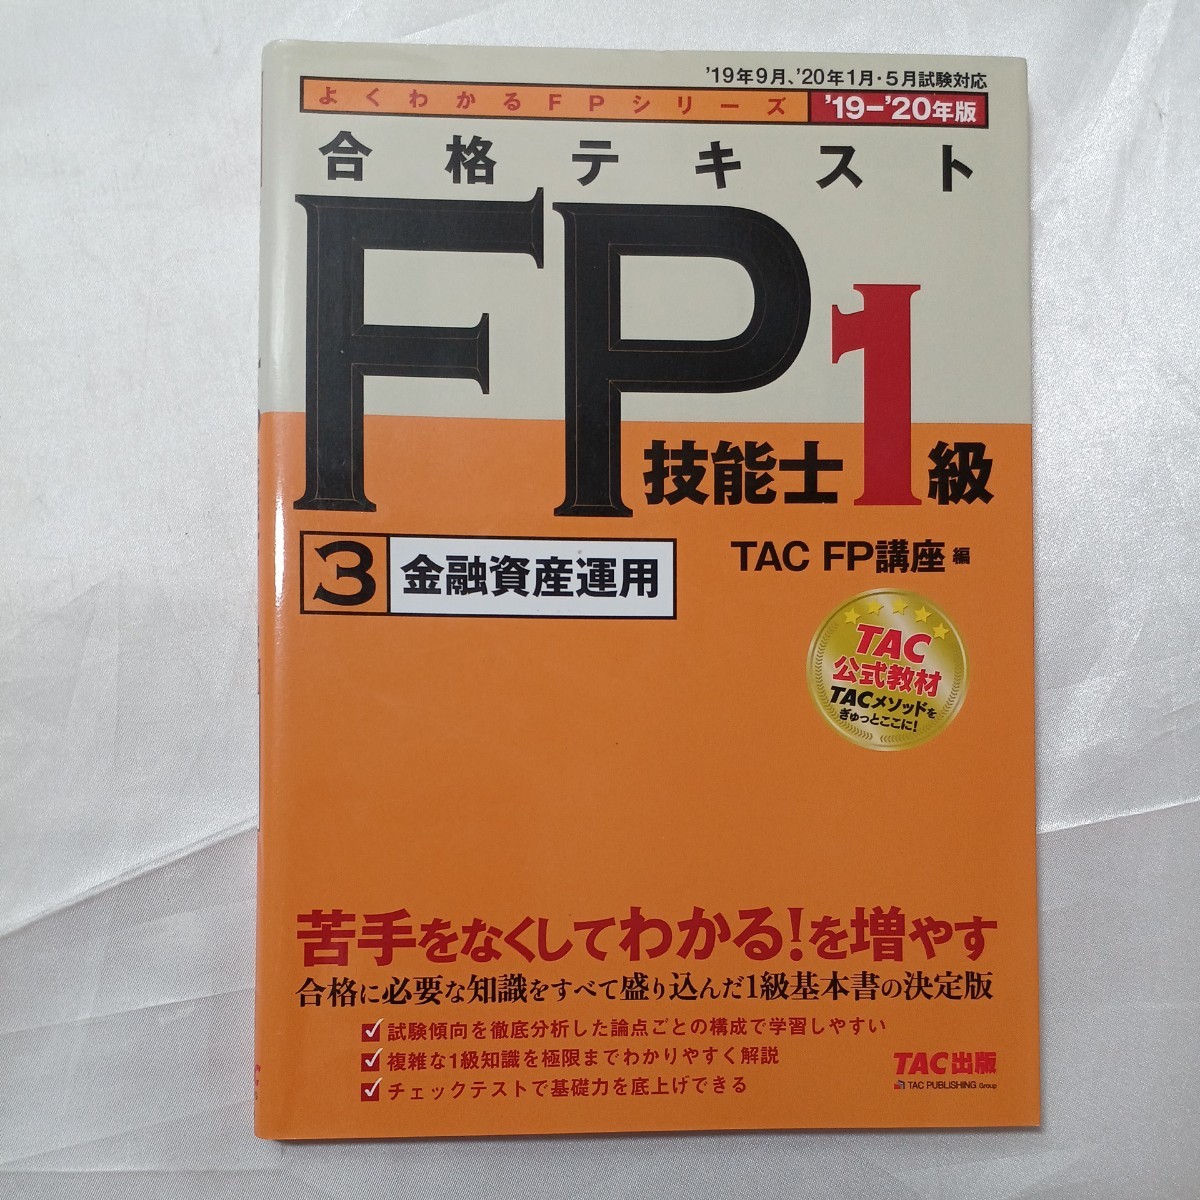 '19年9月、'20年1月・5月試験対応
よくわかるFPシリーズ '19-'20年版
合格テキスト
FP技能士1級
3 金融資産運用
TAC FP講座 編
TAC
公式教材
TACメソッドを
ぎゅっとここに!
苦手をなくしてわかる!を増やす
合格に必要な知識をすべて盛り込んだ1級基本書の決定版
試験傾向を徹底分析した論点ごとの構成で学習しやすい
複雑な1級知識を極限までわかりやすく解説
チェックテストで基礎力を底上げできる
TAC出版
TAC PUBLISHING Group